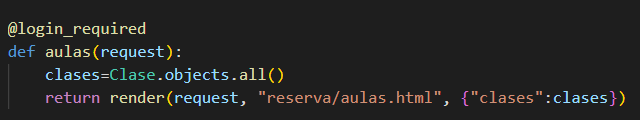 @login_required
def aulas(request):
    clases=Clase.objects.all()
    return render(request, "reserva/aulas.html", {"clases":clases})